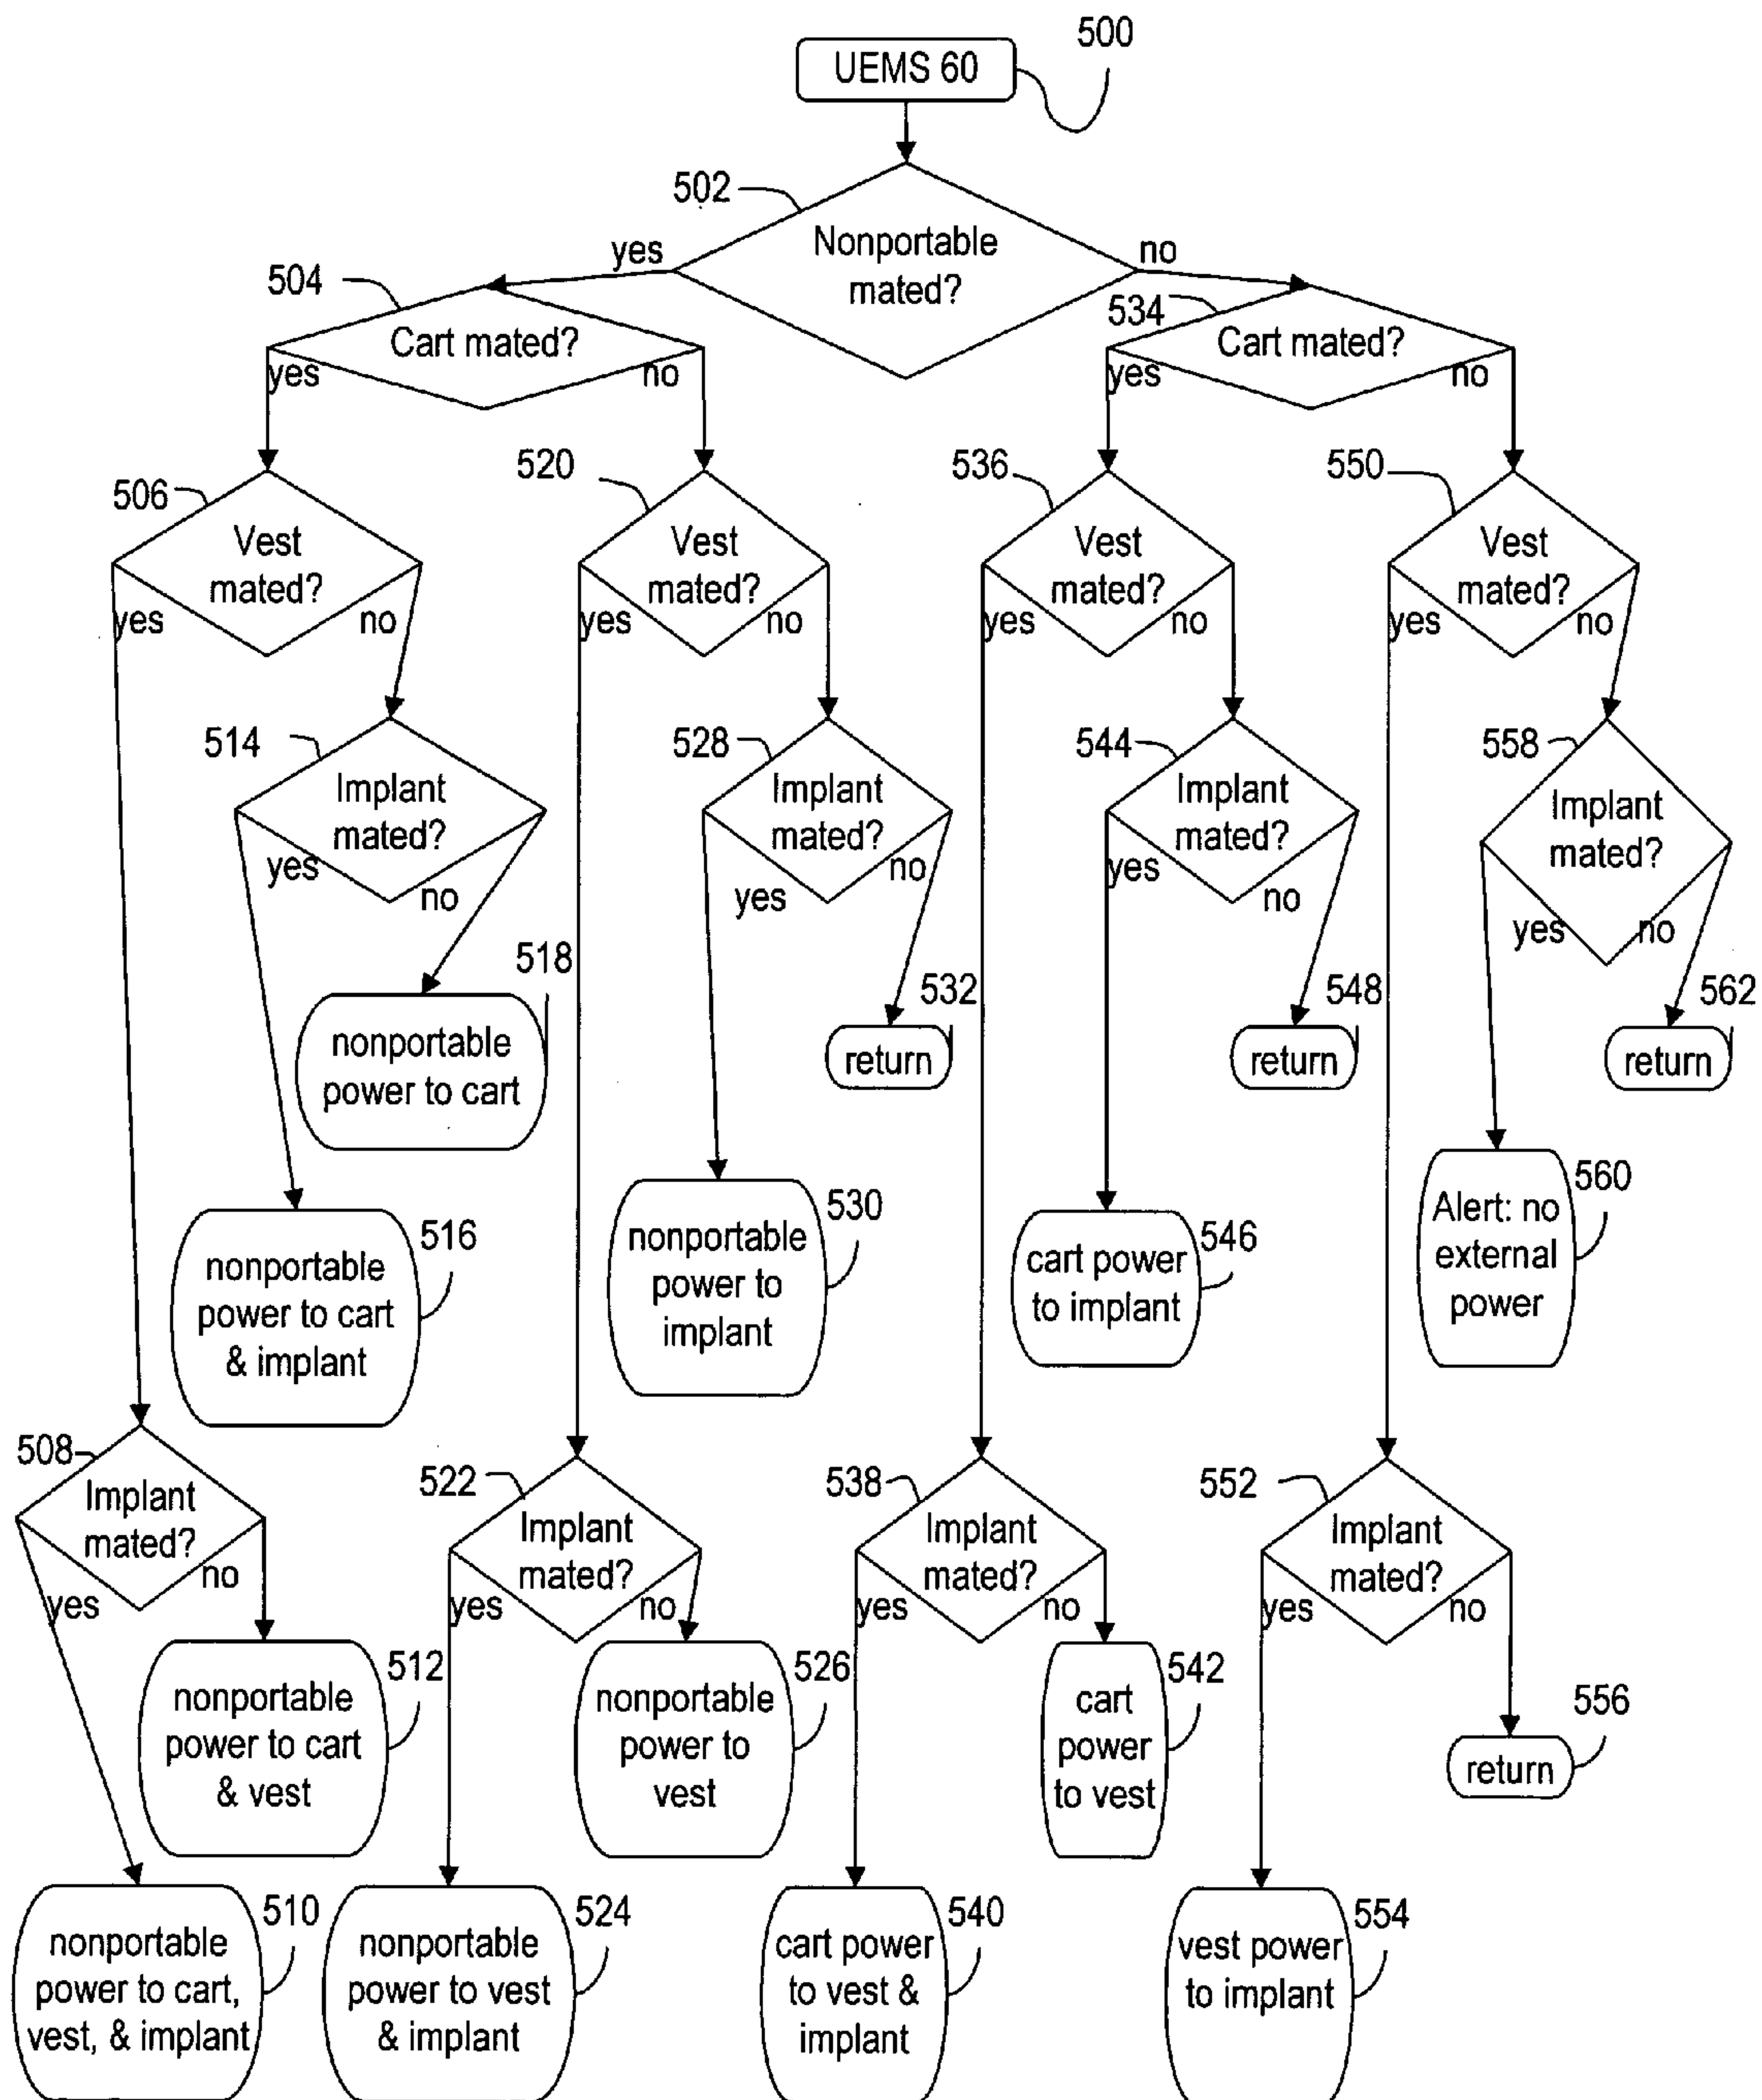 500
UEMS 60
502
Nonportable
mated?
yes
no
504
Cart mated?
yes
no
534
Cart mated?
yes
no
506
Vest
mated?
yes
no
520
Vest
mated?
yes
no
536
Vest
mated?
yes
no
550
Vest
mated?
yes
no
514
Implant
mated?
yes
no
528
Implant
mated?
yes
no
544
Implant
mated?
yes
no
558
Implant
mated?
yes
no
518
nonportable
power to cart
532
return
548
return
562
return
516
nonportable
power to cart
& implant
530
nonportable
power to
implant
546
cart power
to implant
560
Alert: no
external
power
508
Implant
mated?
yes
no
522
Implant
mated?
yes
no
538
Implant
mated?
yes
no
552
Implant
mated?
yes
no
512
nonportable
power to cart
& vest
526
nonportable
power to
vest
542
cart
power
to vest
556
return
510
nonportable
power to cart,
vest, & implant
524
nonportable
power to vest
& implant
540
cart power
to vest &
implant
554
vest power
to implant